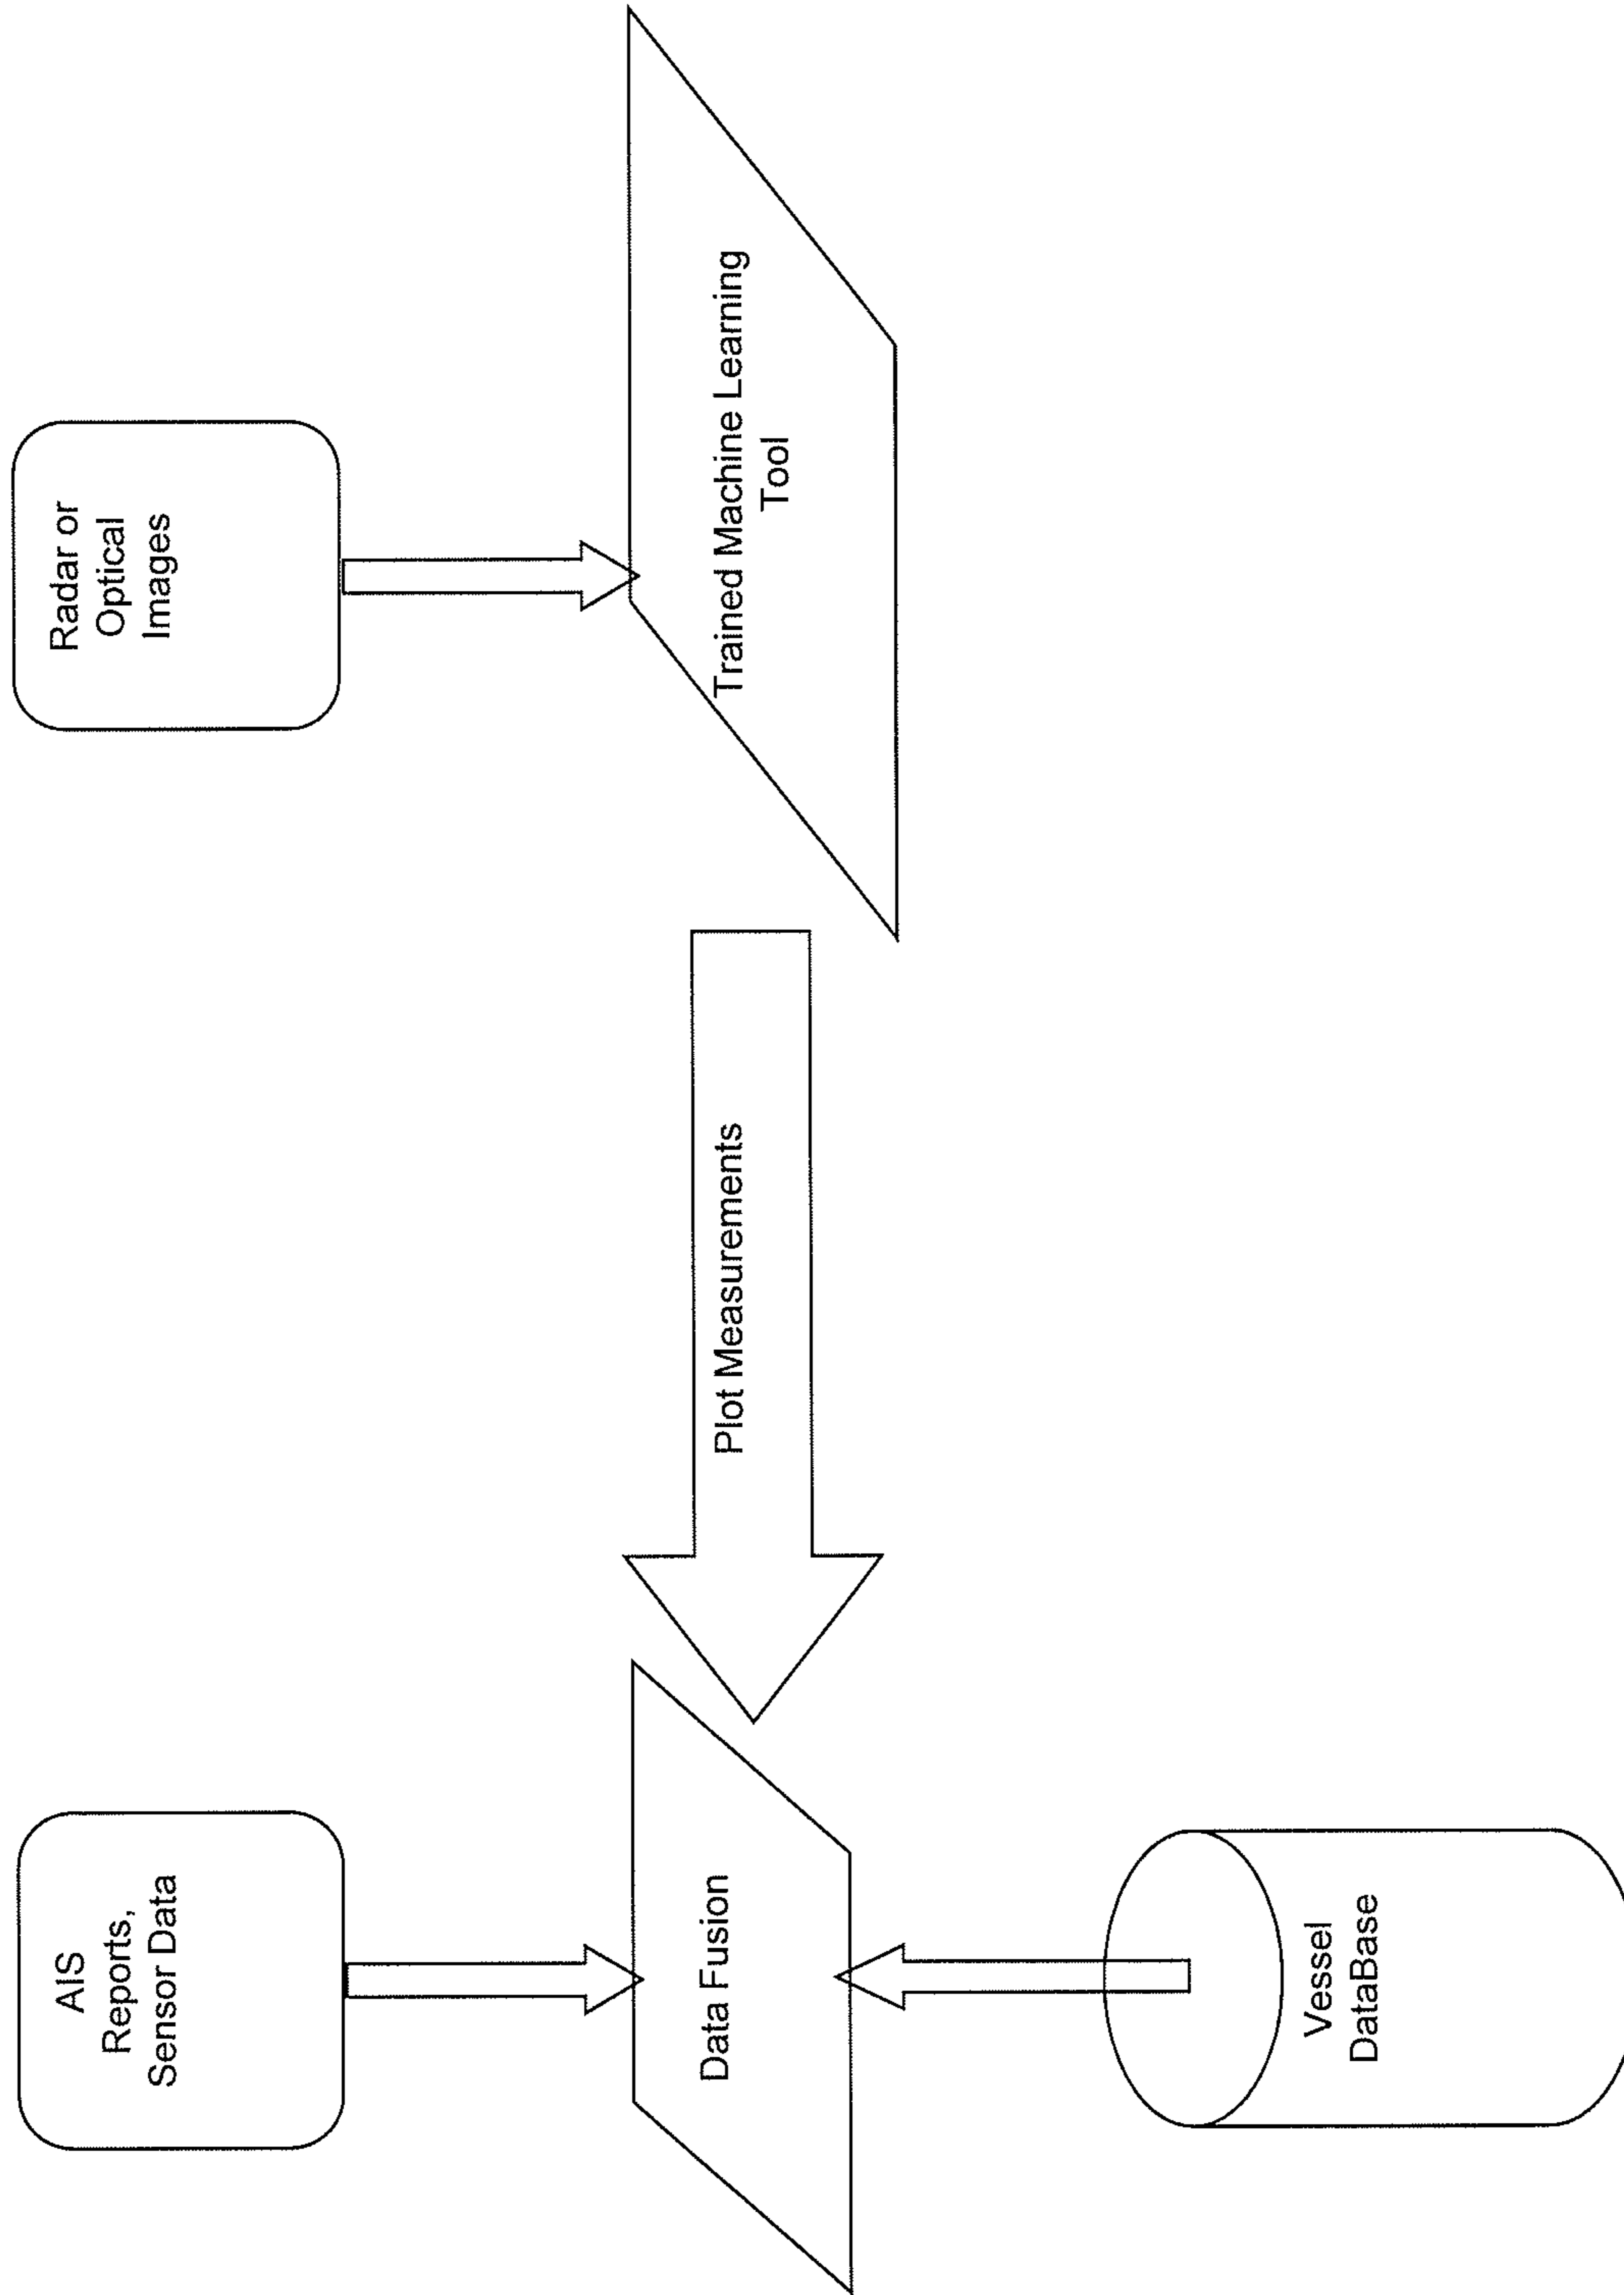 AIS
Reports,
Sensor Data
Radar or
Optical
Images
Data Fusion
Plot Measurements
Trained Machine Learning
Tool
Vessel
DataBase